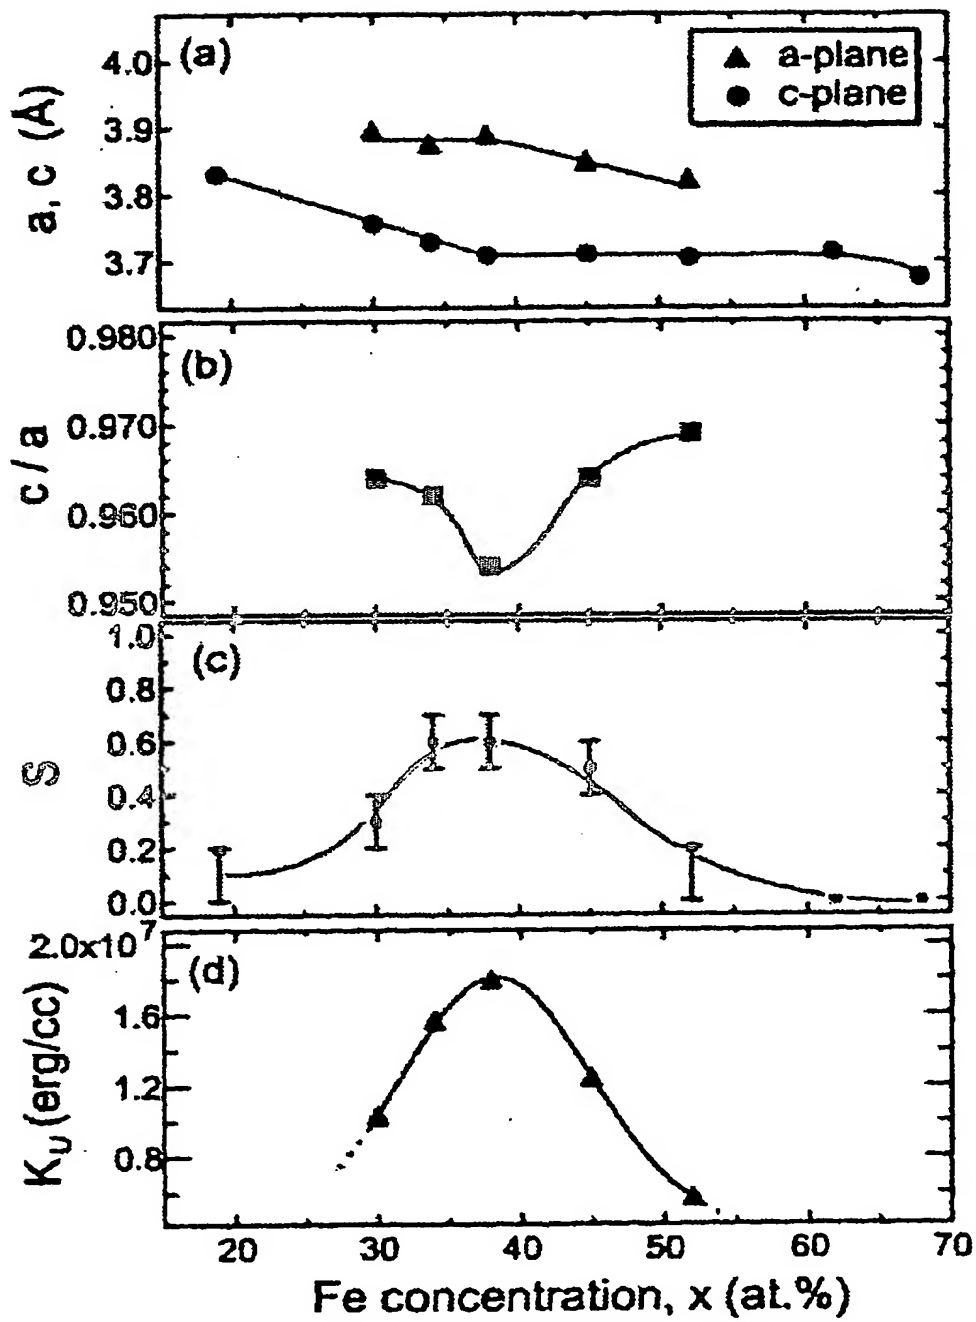 (a)
a-plane
c-plane
4.0
3.9
3.8
3.7
a, c (Å)
(b)
0.980
0.970
0.960
0.950
c / a
(c)
1.0
0.8
0.6
0.4
0.2
0.0
S
(d)
2.0x10^7
1.6
1.2
0.8
K_U (erg/cc)
20 30 40 50 60 70
Fe concentration, x (at.%)